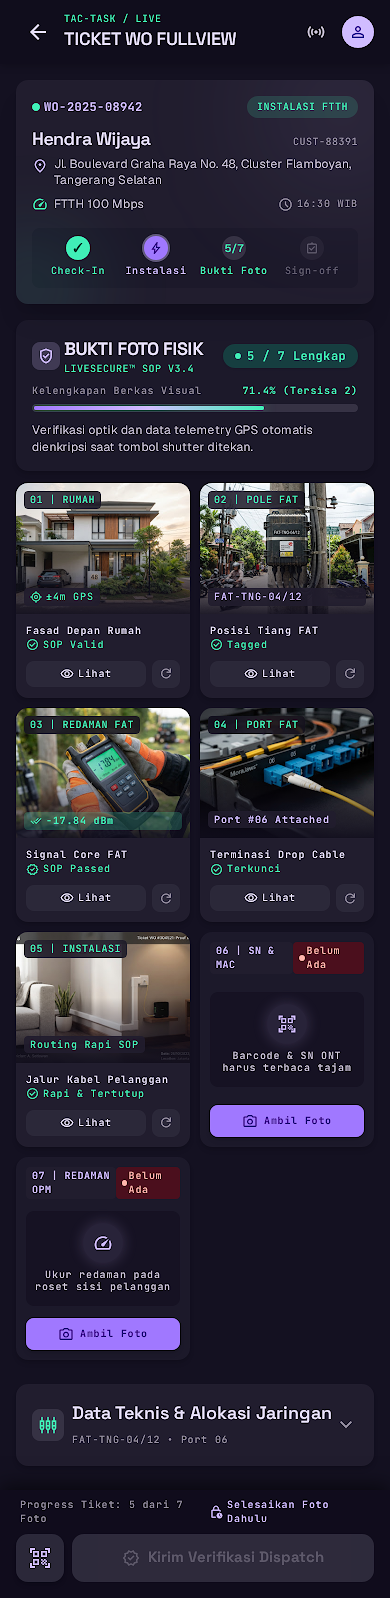 TAC-TASK / LIVE
TICKET WO FULLVIEW
WO-2025-08942
INSTALASI FTTH
Hendra Wijaya
CUST-88391
Jl. Boulevard Graha Raya No. 48, Cluster Flamboyan,
Tangerang Selatan
FTTH 100 Mbps
16:30 WIB
5/7
Check-In
Instalasi
Bukti Foto
Sign-off
BUKTI FOTO FISIK
LIVESECURE™ SOP V3.4
5 / 7 Lengkap
Kelengkapan Berkas Visual
71.4% (Tersisa 2)
Verifikasi optik dan data telemetry GPS otomatis
dienkripsi saat tombol shutter ditekan.
01 | RUMAH
±4m GPS
Fasad Depan Rumah
SOP Valid
Lihat
02 | POLE FAT
FAT-TNG-04/12
FAT-TNG-04/12
Posisi Tiang FAT
Tagged
Lihat
03 | REDAMAN FAT
-17.84 dBm
Signal Core FAT
SOP Passed
Lihat
04 | PORT FAT
05
06
07
08
Port #06 Attached
Terminasi Drop Cable
Terkunci
Lihat
05 | INSTALASI
Routing Rapi SOP
Jalur Kabel Pelanggan
Rapi & Tertutup
Lihat
06 | SN &
MAC
Belum
Ada
Barcode & SN ONT
harus terbaca tajam
Ambil Foto
07 | REDAMAN
OPM
Belum
Ada
Ukur redaman pada
roset sisi pelanggan
Ambil Foto
Data Teknis & Alokasi Jaringan
FAT-TNG-04/12 • Port 06
Progress Tiket: 5 dari 7
Foto
Selesaikan Foto
Dahulu
Kirim Verifikasi Dispatch